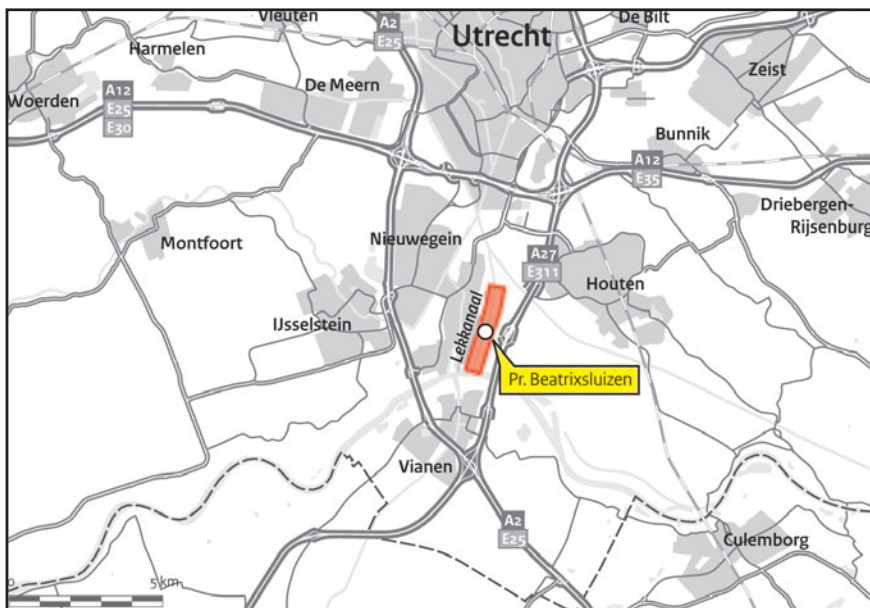 Vleuten
A2
E25
De Bilt
Harmelen
Utrecht
Zeist
De Meern
Woerden
A12
E25
E30
Bunnik
A12
E35
Driebergen-
Rijsenburg
Montfoort
Nieuwegein
A27
E311
Houten
Lekkanaal
IJsselstein
Pr. Beatrixsluizen
Vianen
A2
E25
Culemborg
0
5 km